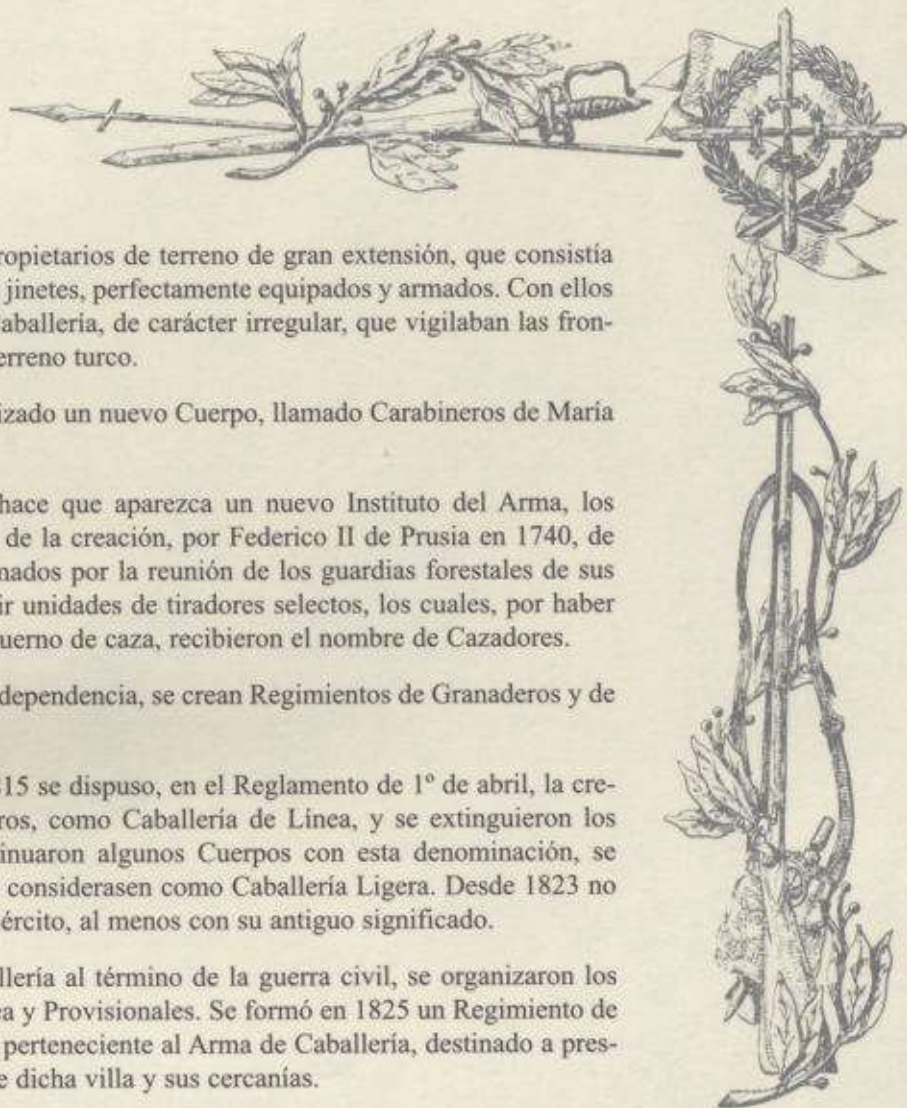 ropietarios de terreno de gran extensión, que consistía
jinetes, perfectamente equipados y armados. Con ellos
aballería, de carácter irregular, que vigilaban las fron-
erreno turco.
izado un nuevo Cuerpo, llamado Carabineros de María
hace que aparezca un nuevo Instituto del Arma, los
de la creación, por Federico II de Prusia en 1740, de
mados por la reunión de los guardias forestales de sus
ir unidades de tiradores selectos, los cuales, por haber
uerno de caza, recibieron el nombre de Cazadores.
dependencia, se crean Regimientos de Granaderos y de
815 se dispuso, en el Reglamento de 1º de abril, la cre-
ros, como Caballería de Línea, y se extinguieron los
tinuaron algunos Cuerpos con esta denominación, se
considerasen como Caballería Ligera. Desde 1823 no
jército, al menos con su antiguo significado.
llería al término de la guerra civil, se organizaron los
ea y Provisionales. Se formó en 1825 un Regimiento de
perteneciente al Arma de Caballería, destinado a pres-
e dicha villa y sus cercanías.